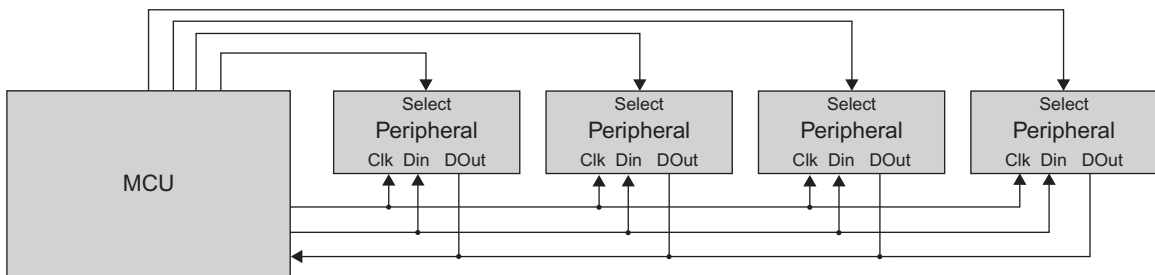 MCU
Select
Peripheral
Clk Din DOut
Select
Peripheral
Clk Din DOut
Select
Peripheral
Clk Din DOut
Select
Peripheral
Clk Din DOut